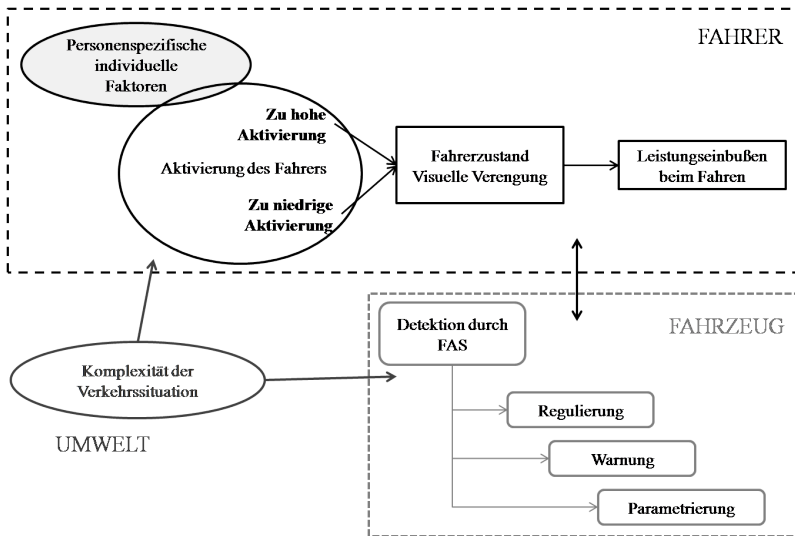 FAHRER
Personenspezifische
individuelle
Faktoren
Zu hohe
Aktivierung
Aktivierung des Fahrers
Zu niedrige
Aktivierung
Fahrerzustand
Visuelle Verengung
Leistungseinbußen
beim Fahren
FAHRZEUG
Detektion durch
FAS
Komplexität der
Verkehrssituation
UMWELT
Regulierung
Warnung
Parametrierung